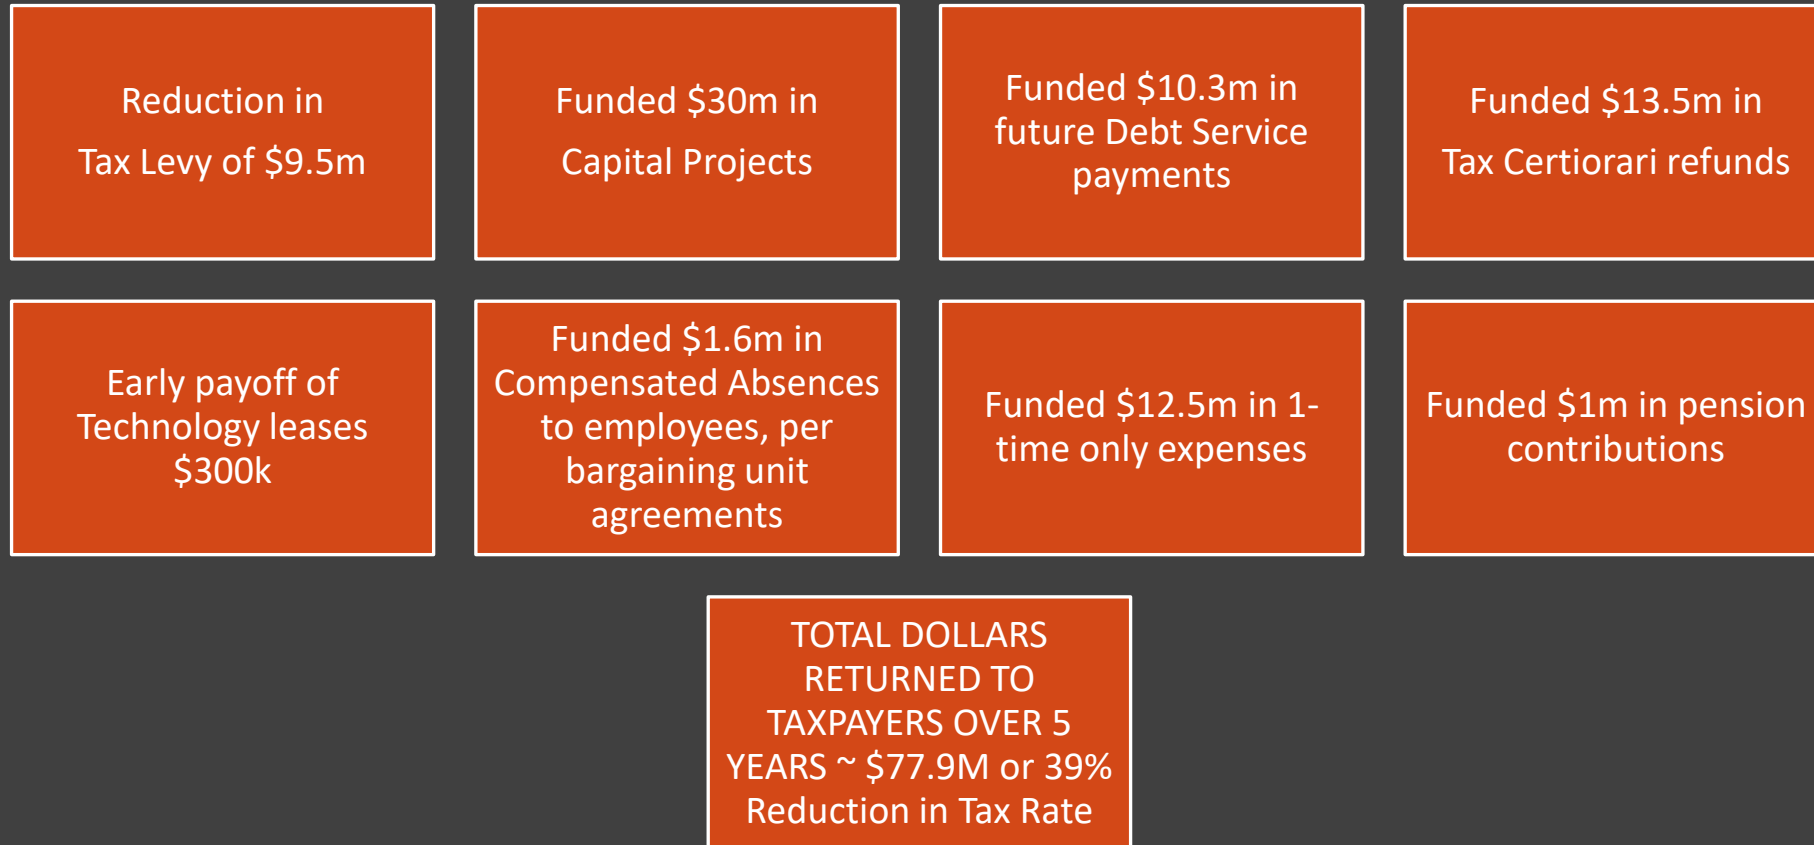 Reduction in
Tax Levy of $9.5m
Funded $30m in
Capital Projects
Funded $10.3m in
future Debt Service
payments
Funded $13.5m in
Tax Certiorari refunds
Early payoff of
Technology leases
$300k
Funded $1.6m in
Compensated Absences
to employees, per
bargaining unit
agreements
Funded $12.5m in 1-
time only expenses
Funded $1m in pension
contributions
TOTAL DOLLARS
RETURNED TO
TAXPAYERS OVER 5
YEARS ~ $77.9M or 39%
Reduction in Tax Rate